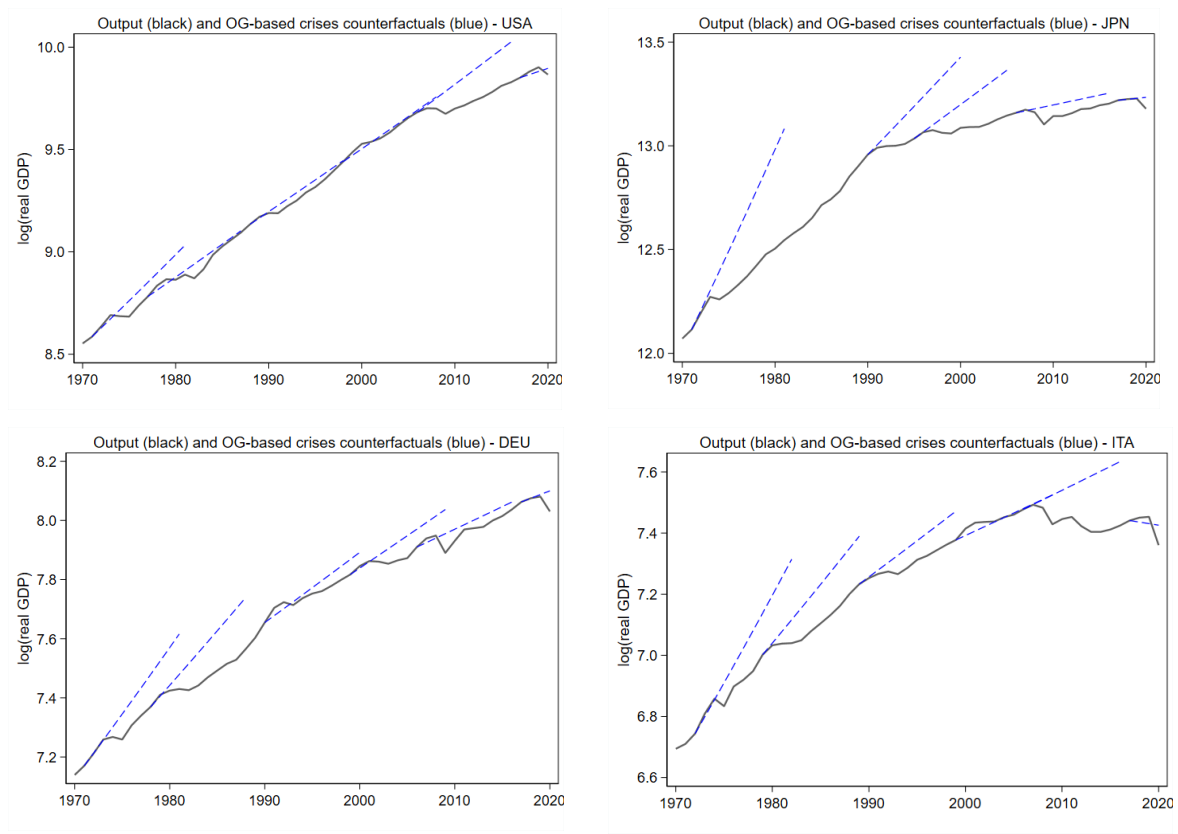 Output (black) and OG-based crises counterfactuals (blue) - USA
log(real GDP)
10.0
9.5
9.0
8.5
1970 1980 1990 2000 2010 2020
Output (black) and OG-based crises counterfactuals (blue) - JPN
log(real GDP)
13.5
13.0
12.5
12.0
1970 1980 1990 2000 2010 2020
Output (black) and OG-based crises counterfactuals (blue) - DEU
log(real GDP)
8.2
8.0
7.8
7.6
7.4
7.2
1970 1980 1990 2000 2010 2020
Output (black) and OG-based crises counterfactuals (blue) - ITA
log(real GDP)
7.6
7.4
7.2
7.0
6.8
6.6
1970 1980 1990 2000 2010 2020